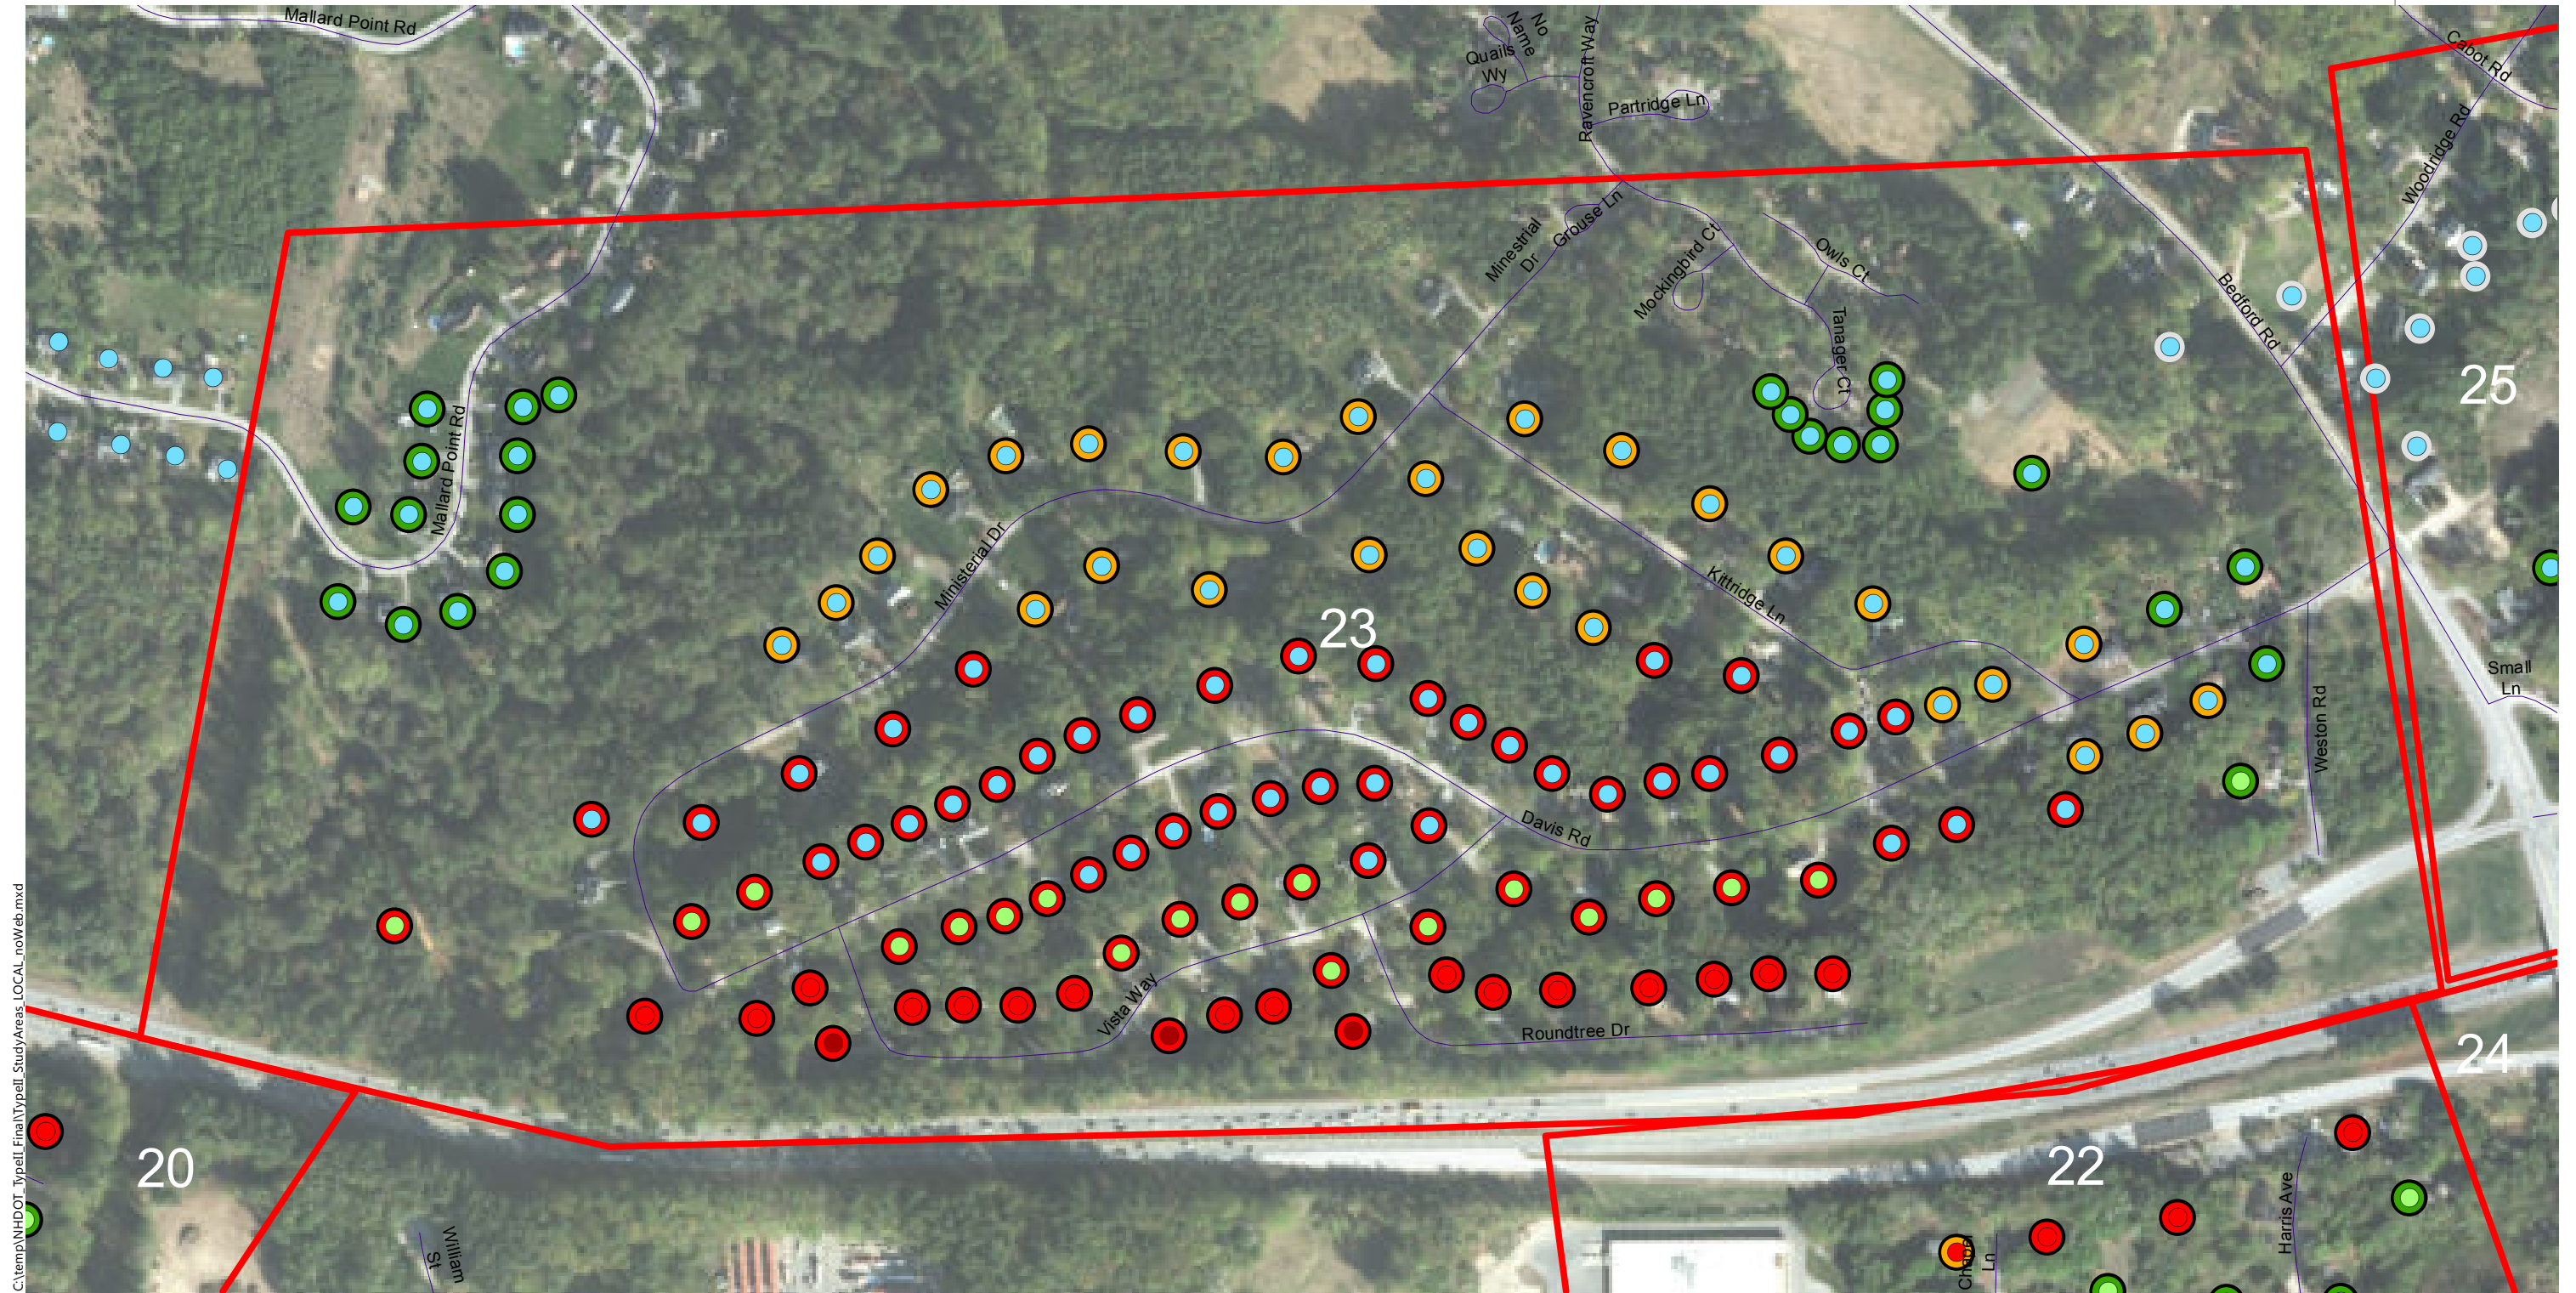 Mallard Point Rd
No
Name
Quails
Wy
Ravencroft Way
Partridge Ln
Cabot Rd
Woodridge Rd
Minestrial
Dr
Grouse Ln
Mockingbird Ct
Owls Ct
Tanager Ct
Bedford Rd
25
Mallard Point Rd
Ministerial Dr
Kittridge Ln
23
Small
Ln
Weston Rd
Davis Rd
Vista Way
Roundtree Dr
24
20
22
William
St
Chapel
Ln
Harris Ave
C:\temp\NHDOT_TypeII_Final\TypeII_StudyAreas_LOCAL_noWeb.mxd